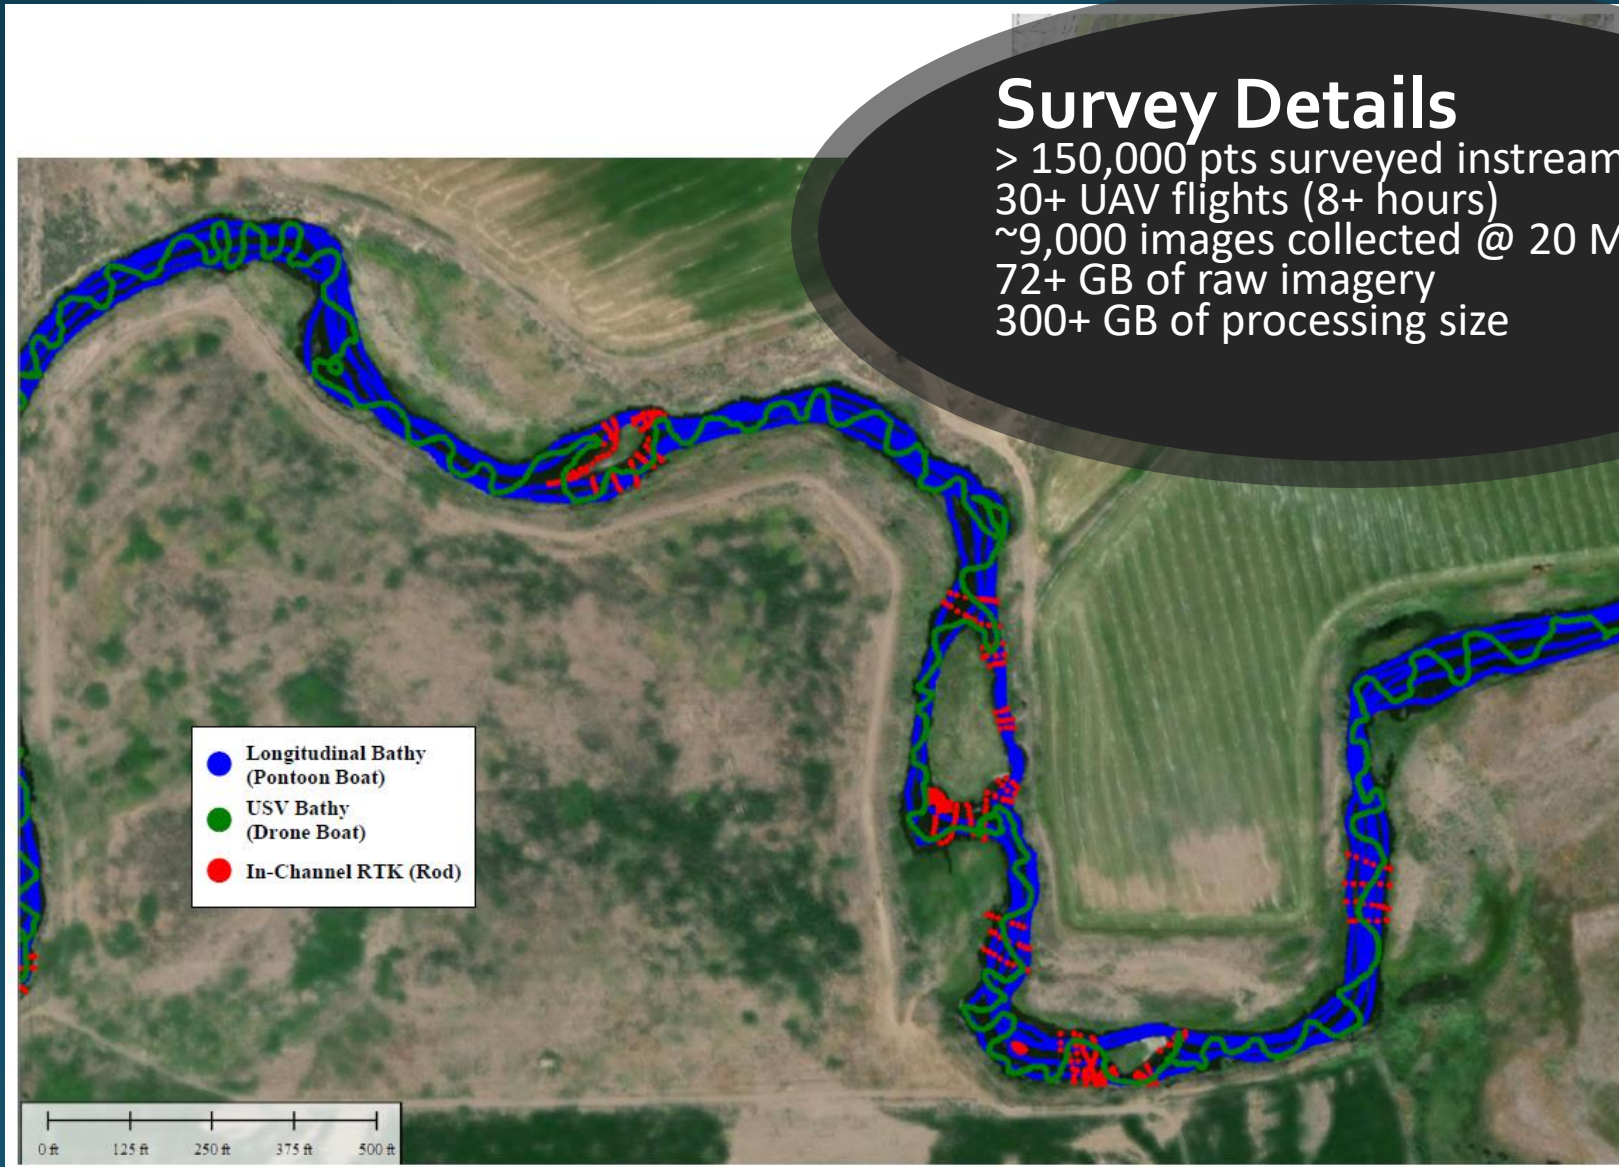 Survey Details
> 150,000 pts surveyed instream
30+ UAV flights (8+ hours)
~9,000 images collected @ 20 M
72+ GB of raw imagery
300+ GB of processing size
Longitudinal Bathy
(Pontoon Boat)
USV Bathy
(Drone Boat)
In-Channel RTK (Rod)
0 ft 125 ft 250 ft 375 ft 500 ft